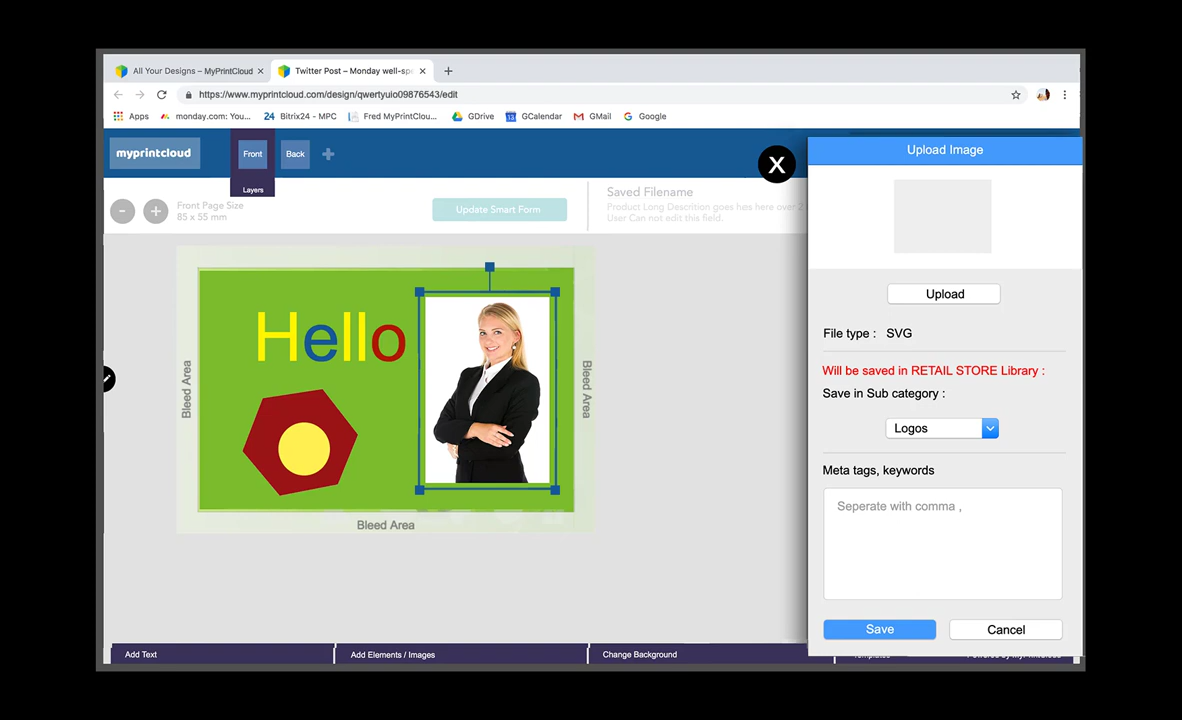 All Your Designs – MyPrintCloud
Twitter Post – Monday well-spc
https://www.myprintcloud.com/design/qwertyuio09876543/edit
Apps
monday.com: You...
24 Bitrix24 - MPC
Fred MyPrintClou...
GDrive
GCalendar
GMail
Google
myprintcloud
Front
Back
Layers
X
Upload Image
Front Page Size
85 x 55 mm
Update Smart Form
Saved Filename
Product Long Descrition goes hes here over 2
User Can not edit this field.
Upload
File type : SVG
Will be saved in RETAIL STORE Library :
Save in Sub category :
Logos
Meta tags, keywords
Seperate with comma ,
Save
Cancel
Hello
Bleed Area
Bleed Area
Bleed Area
Add Text
Add Elements / Images
Change Background